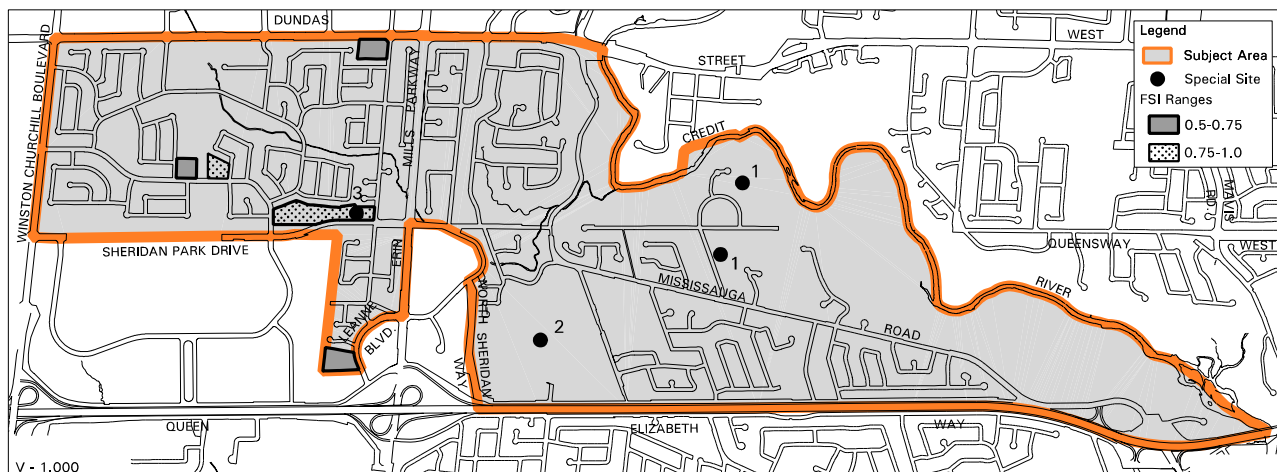 DUNDAS
WEST
STREET
WINSTON CHURCHILL BOULEVARD
MILLS PARKWAY
CREDIT
Legend
Subject Area
Special Site
FSI Ranges
0.5-0.75
0.75-1.0
1
3
MAVIS
RD
SHERIDAN PARK DRIVE
ERIN
QUEENSWAY
WEST
1
MISSISSAUGA
RIVER
LEANNE
BLVD.
NORTH SHERIDAN
WAY
2
ROAD
QUEEN
ELIZABETH
WAY
V - 1.000